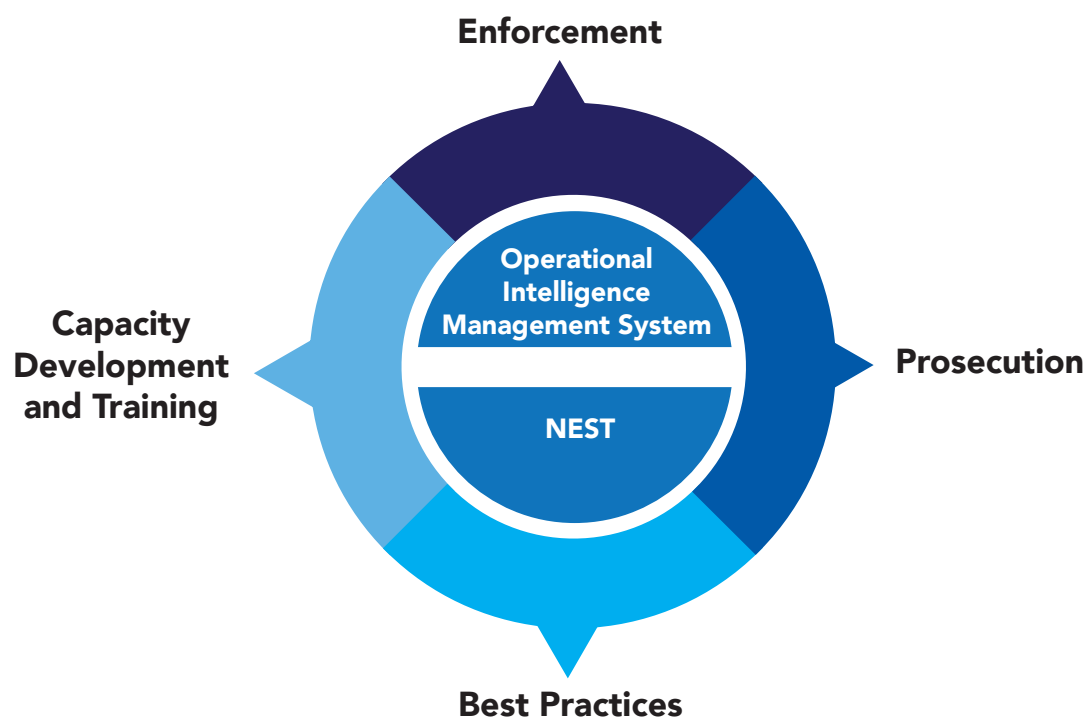 Enforcement
Operational
Intelligence
Management System
Capacity
Development
and Training
Prosecution
NEST
Best Practices